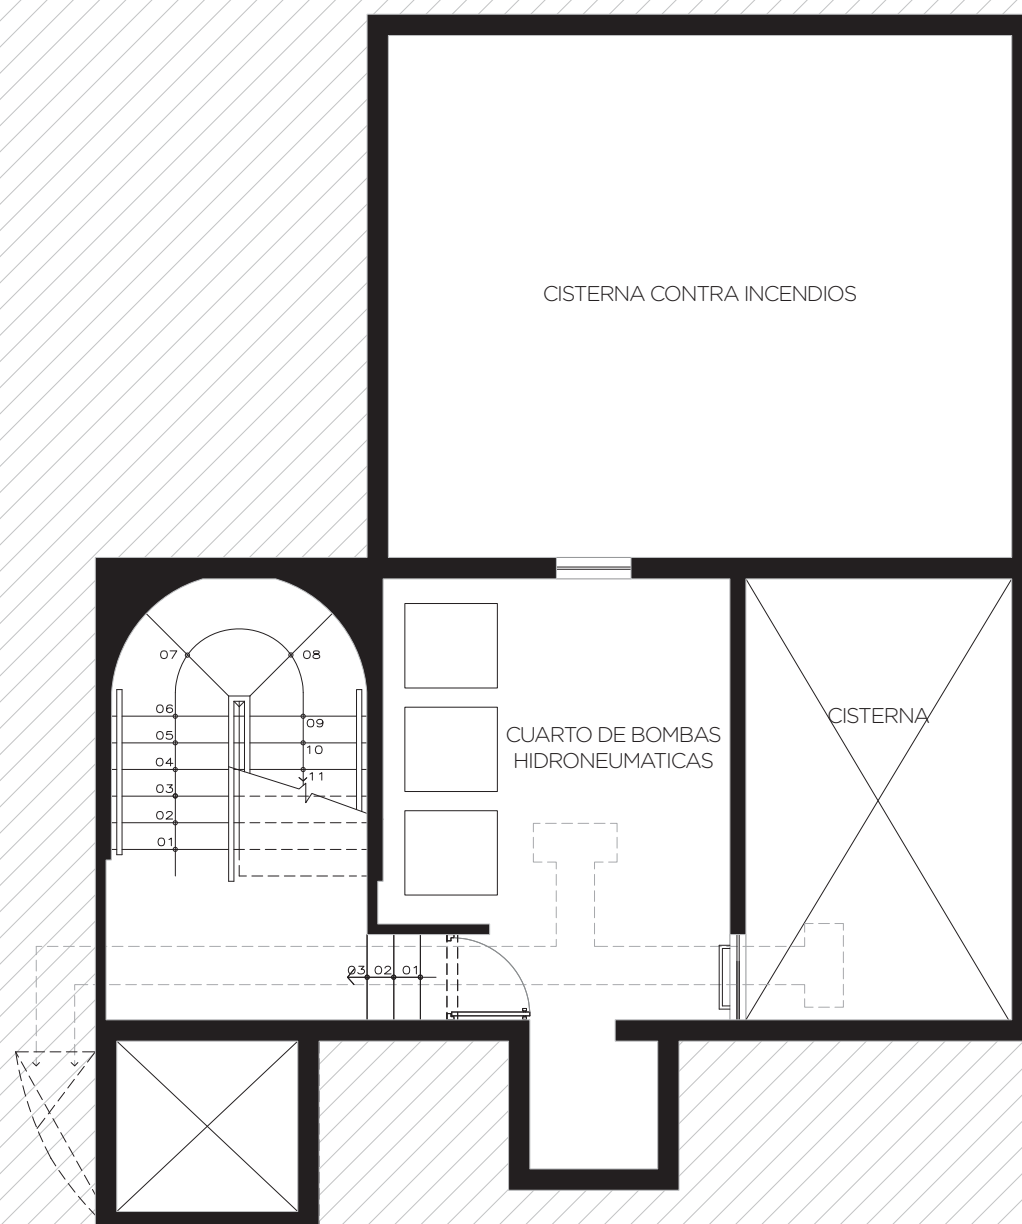 CISTERNA CONTRA INCENDIOS
07 08
06
09
05
10
04
11
03
02
01
CISTERNA
CUARTO DE BOMBAS
HIDRONEUMATICAS
03 02 01